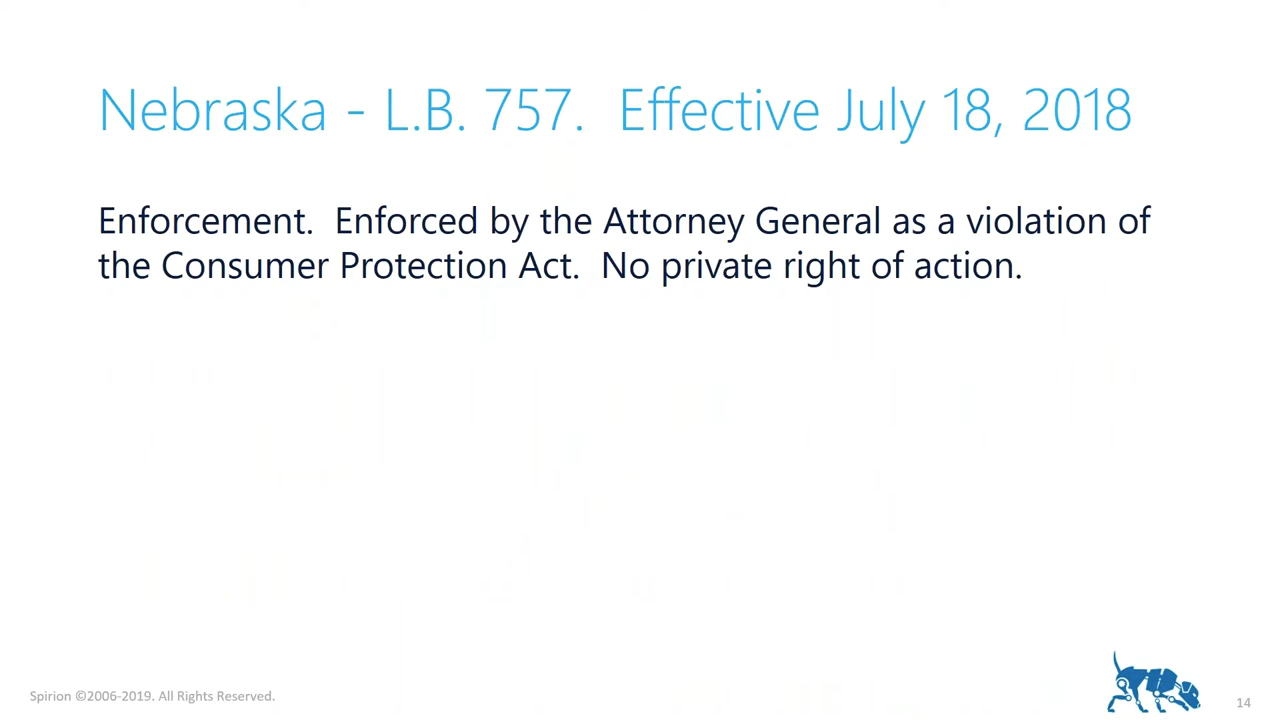 Nebraska - L.B. 757.  Effective July 18, 2018
Enforcement.  Enforced by the Attorney General as a violation of
the Consumer Protection Act.  No private right of action.
Spirion ©2006-2019. All Rights Reserved.
14